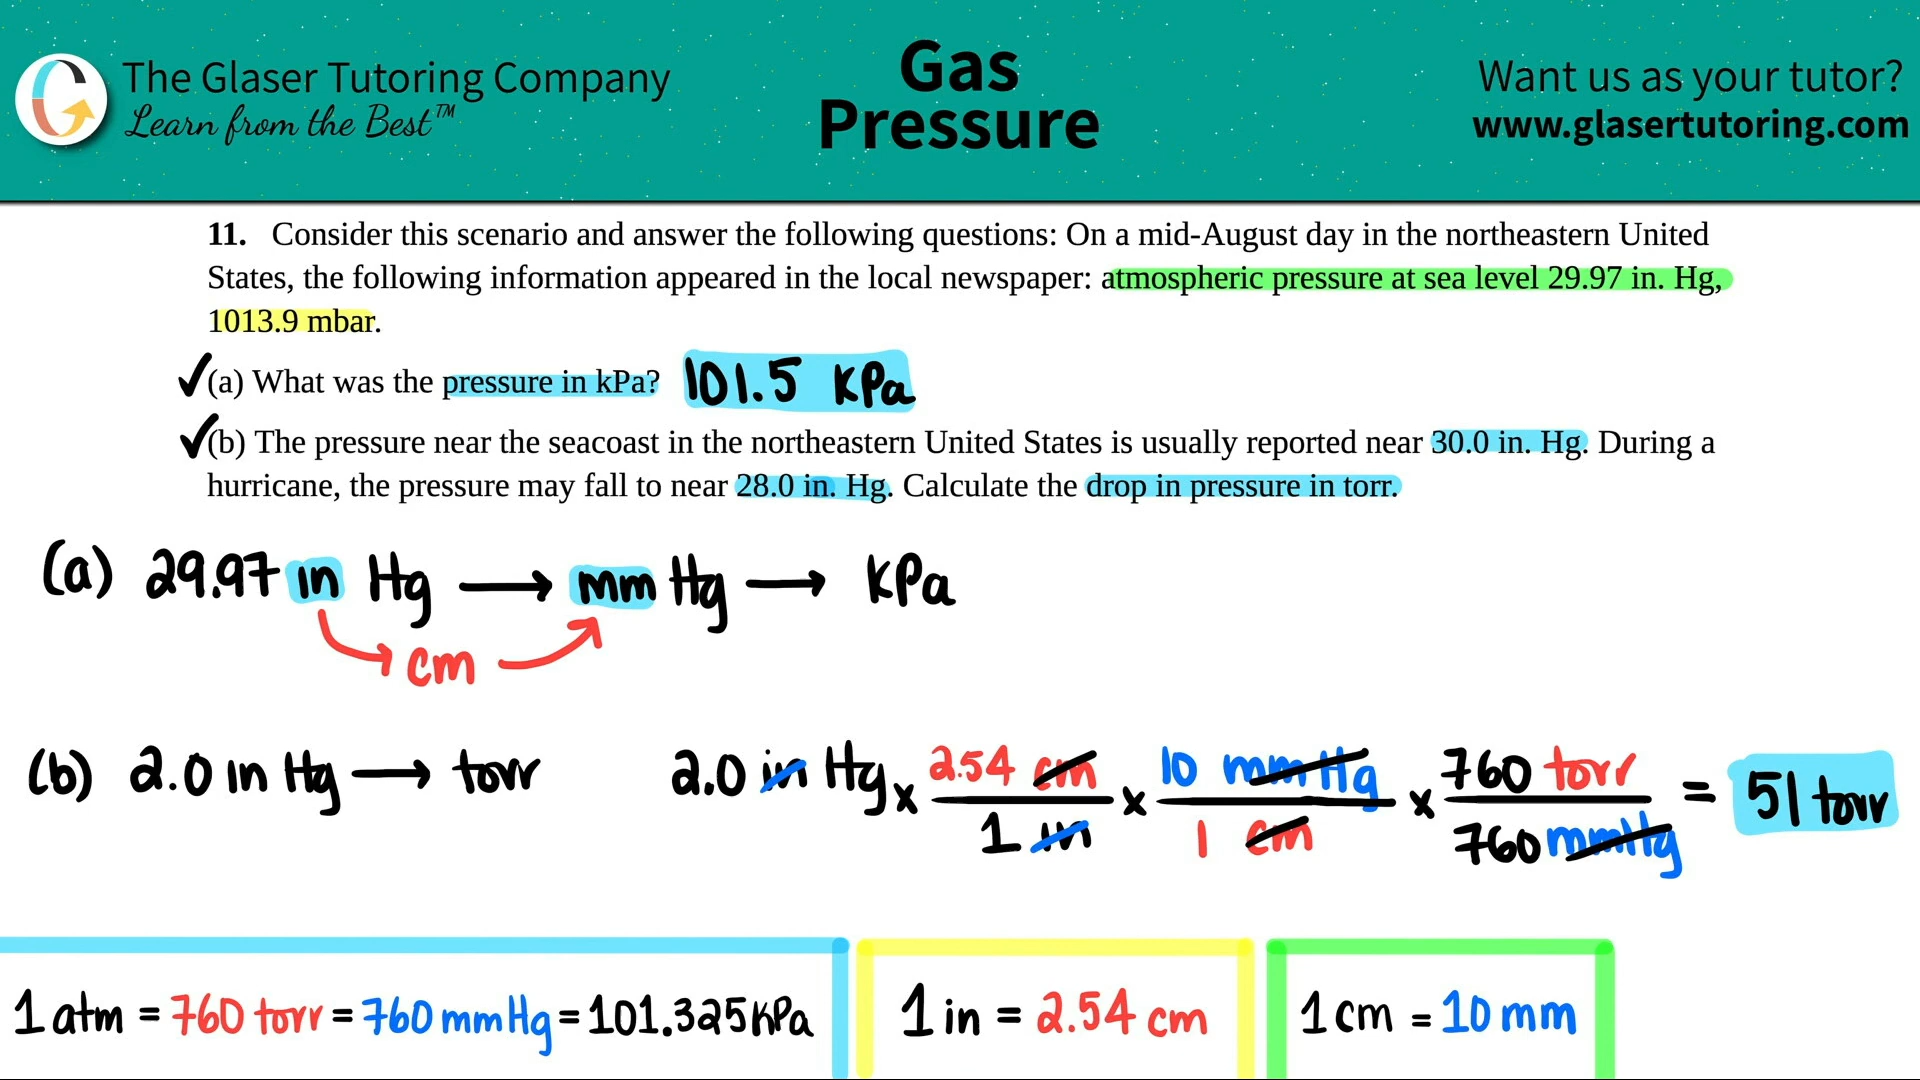 The Glaser Tutoring Company
Learn from the Best™
Gas
Pressure
Want us as your tutor?
www.glasertutoring.com
11. Consider this scenario and answer the following questions: On a mid-August day in the northeastern United
States, the following information appeared in the local newspaper: atmospheric pressure at sea level 29.97 in. Hg,
1013.9 mbar.
✓(a) What was the pressure in kPa? 101.5 kPa
✓(b) The pressure near the seacoast in the northeastern United States is usually reported near 30.0 in. Hg. During a
hurricane, the pressure may fall to near 28.0 in. Hg. Calculate the drop in pressure in torr.
(a) 29.97 in Hg → mm Hg → kPa
cm
(b) 2.0 in Hg → torr
2.0 in Hg x 2.54 cm / 1 in x 10 mmHg / 1 cm x 760 torr / 760 mmHg = 51 torr
1 atm = 760 torr = 760 mmHg = 101.325 kPa
1 in = 2.54 cm
1 cm = 10 mm